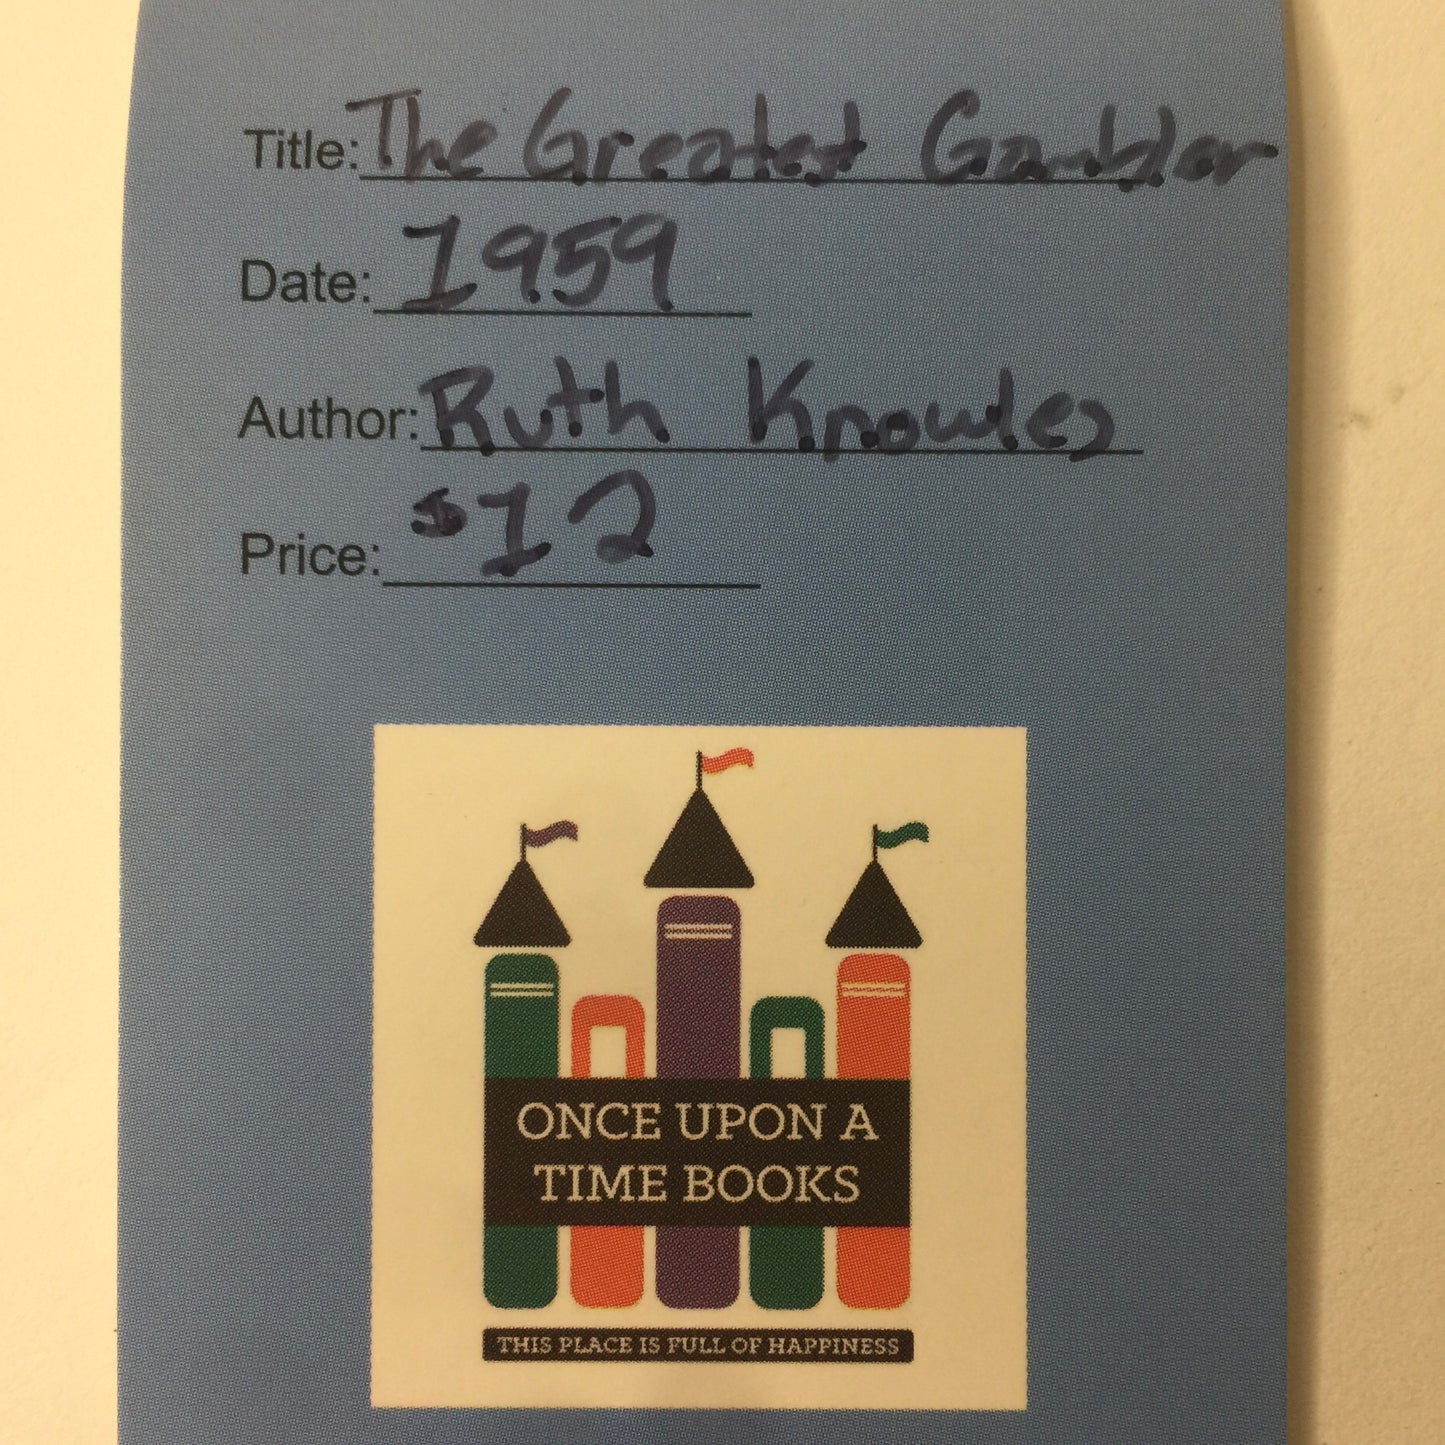 Title: The Greatest Gambler
Date: 1959
Author: Ruth Knowles
Price: $12
ONCE UPON A
TIME BOOKS
THIS PLACE IS FULL OF HAPPINESS